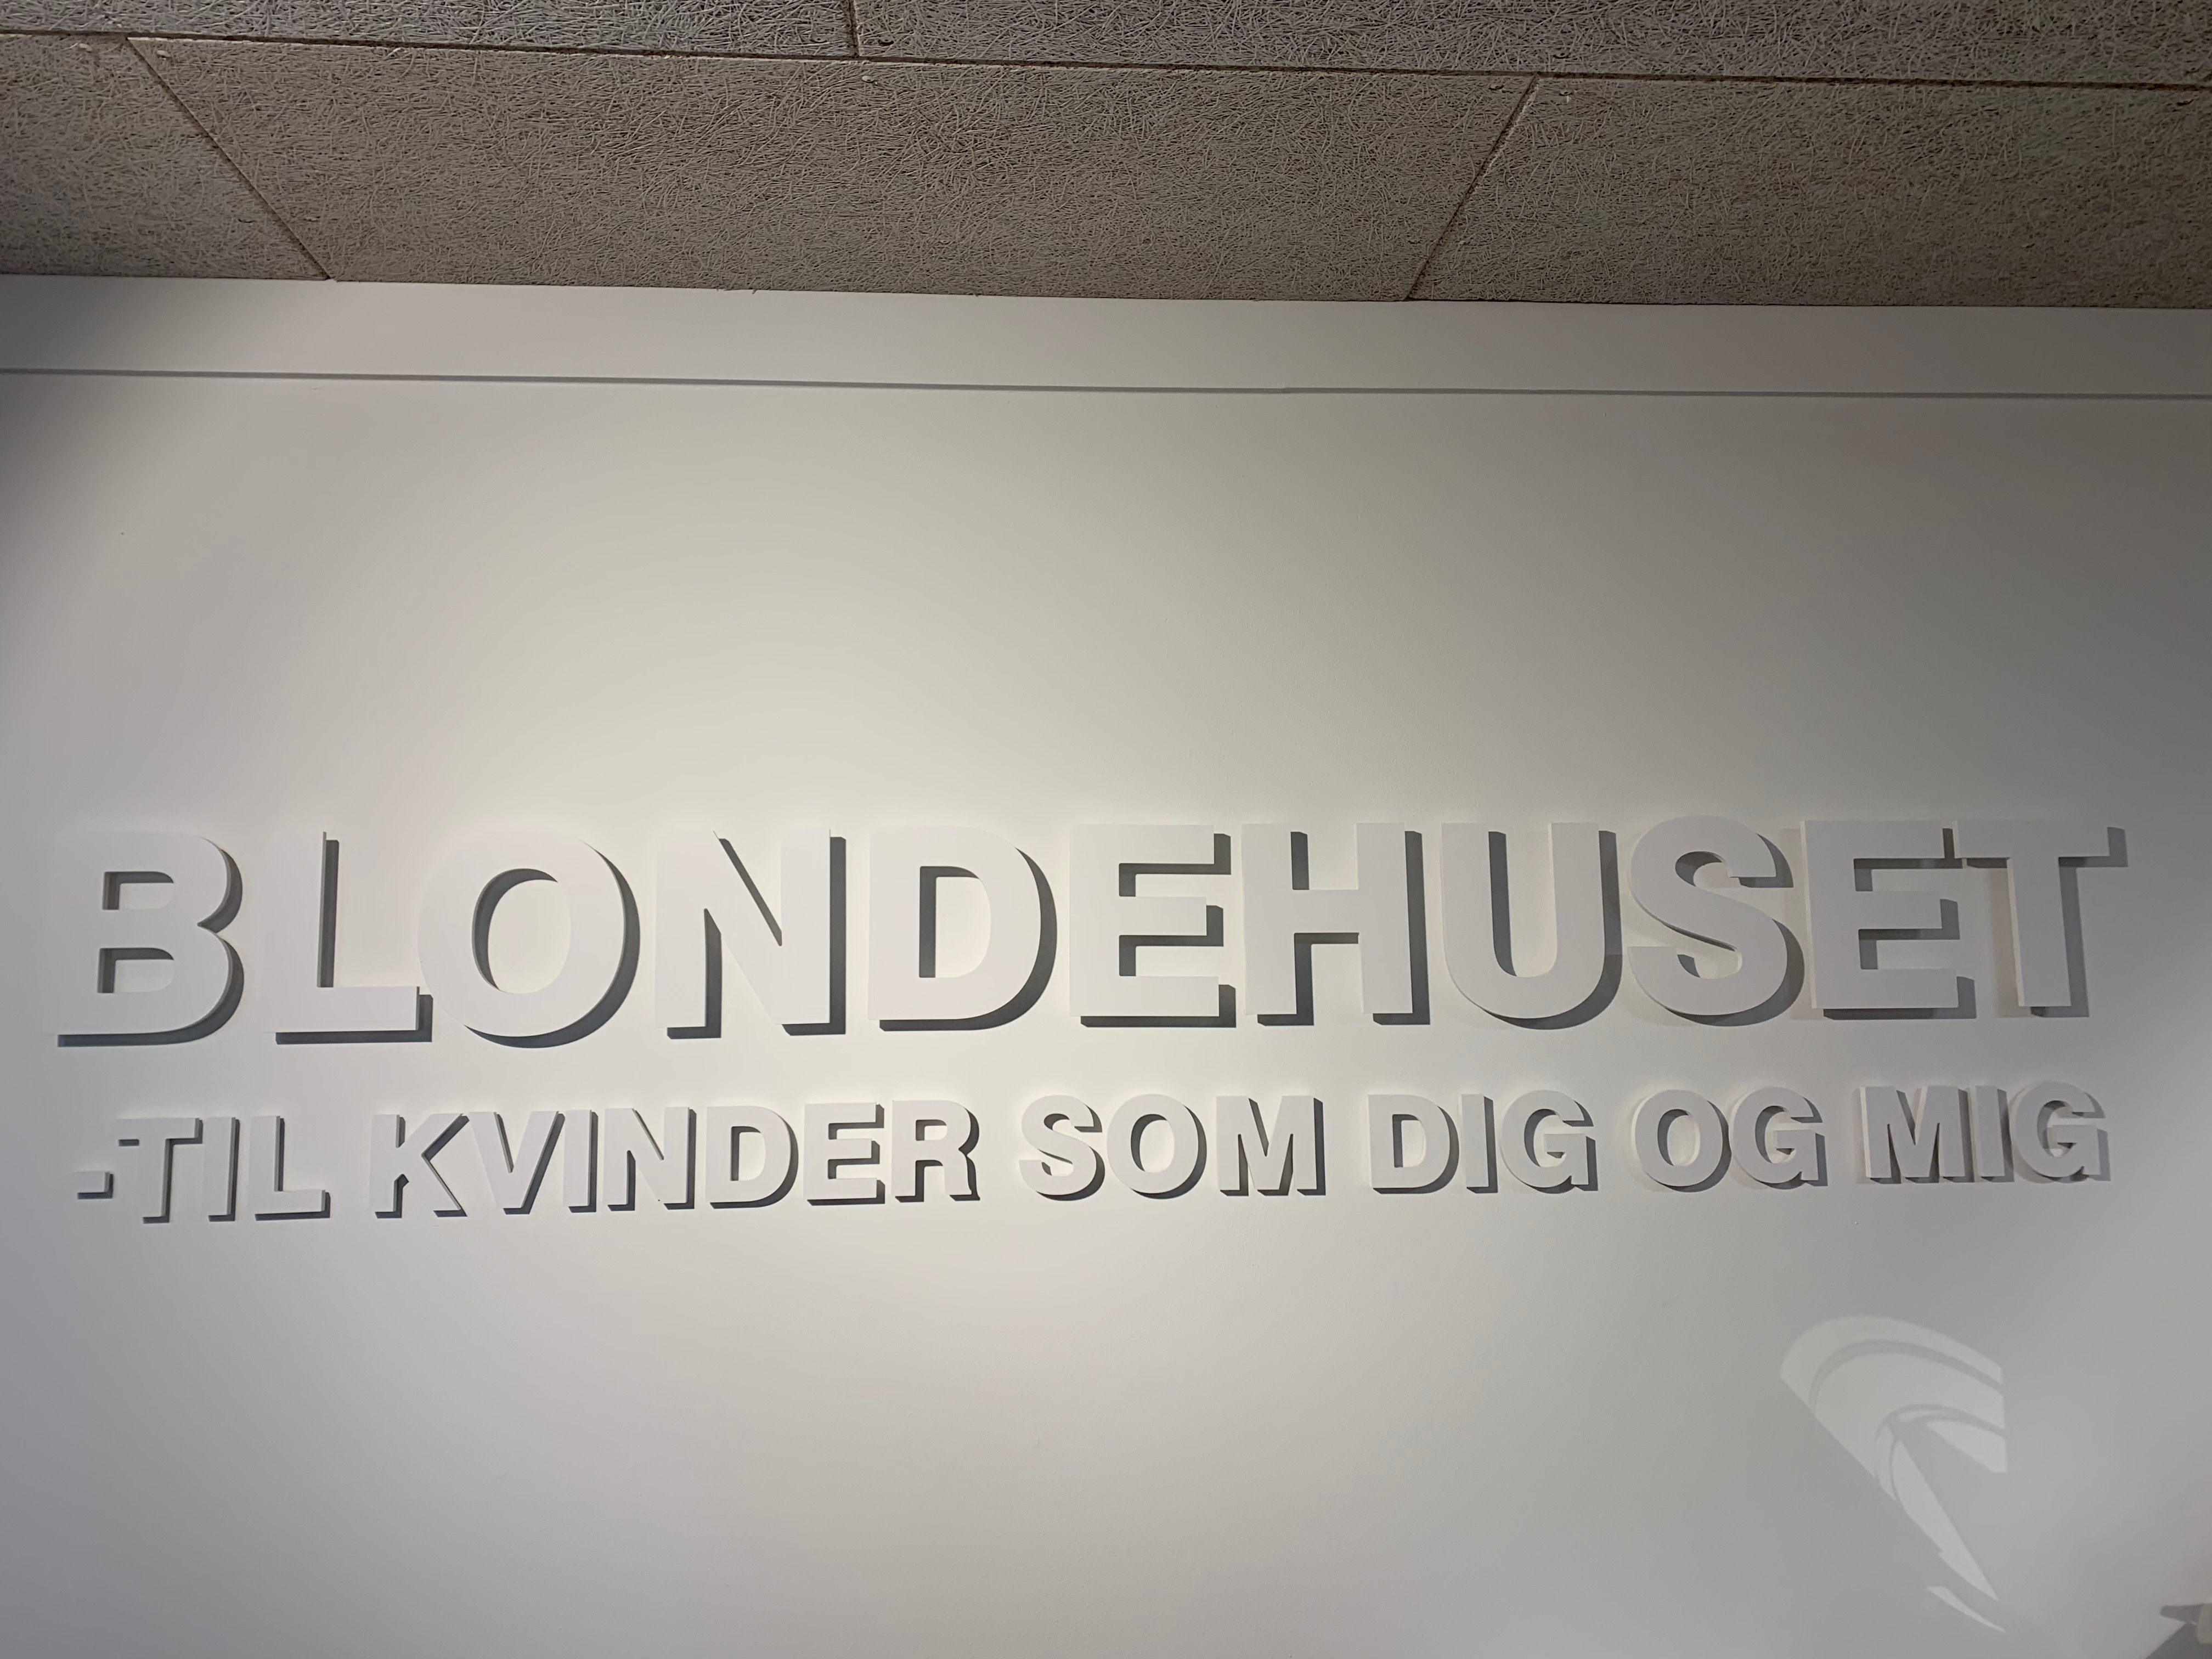 BLONDEHUSET
-TIL KVINDER SOM DIG OG MIG